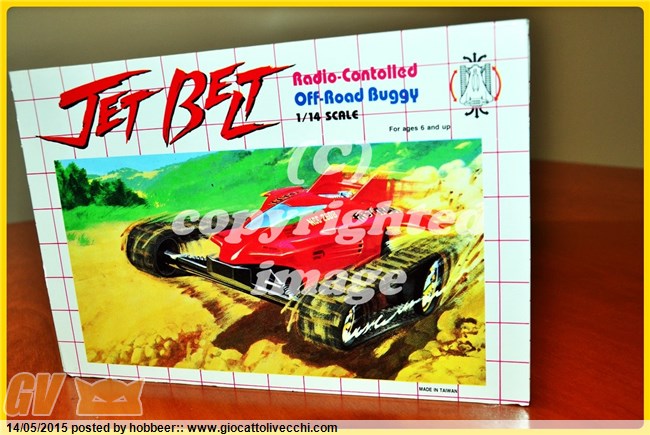 JET BELT
Radio-Contolled
Off-Road Buggy
1/14 SCALE
For ages 6 and up
(C)
copyrighted
image
MADE IN TAIWAN
GV
14/05/2015 posted by hobbeer:: www.giocattolivecchi.com